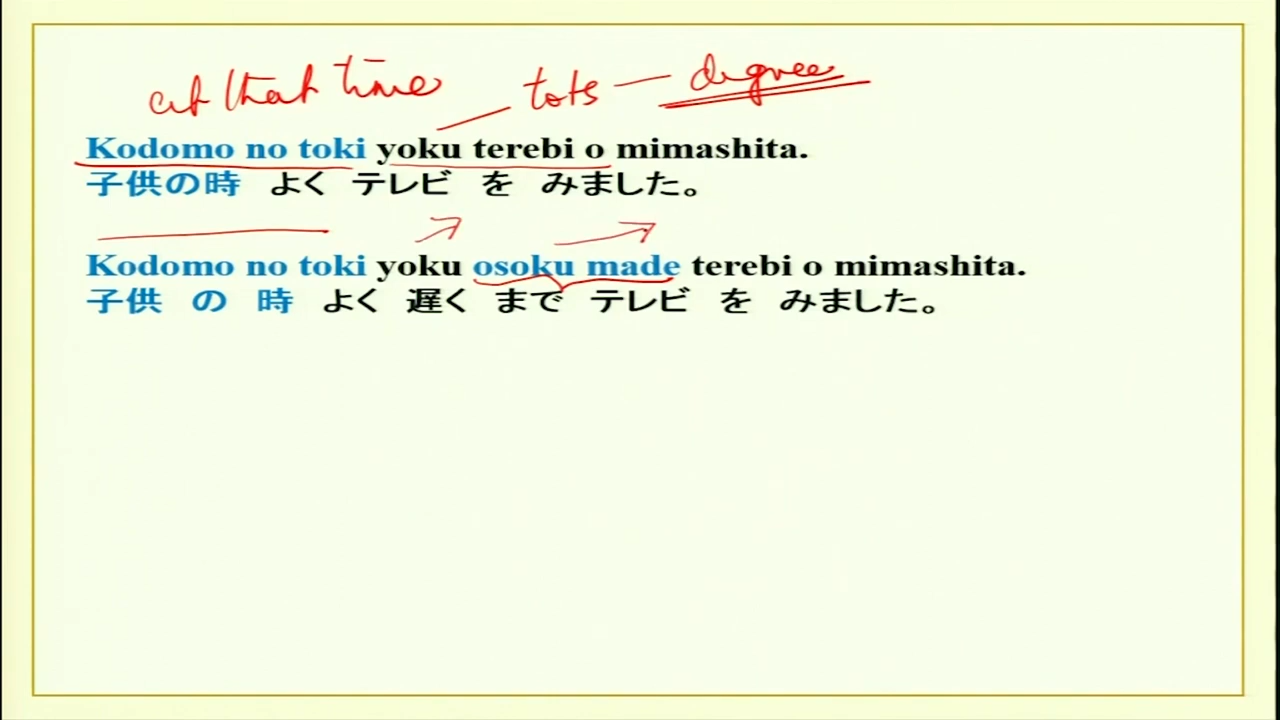 at that time tots — degree
Kodomo no toki yoku terebi o mimashita.
子供の時 よく テレビ を みました。
Kodomo no toki yoku osoku made terebi o mimashita.
子供 の 時 よく 遅く まで テレビ を みました。